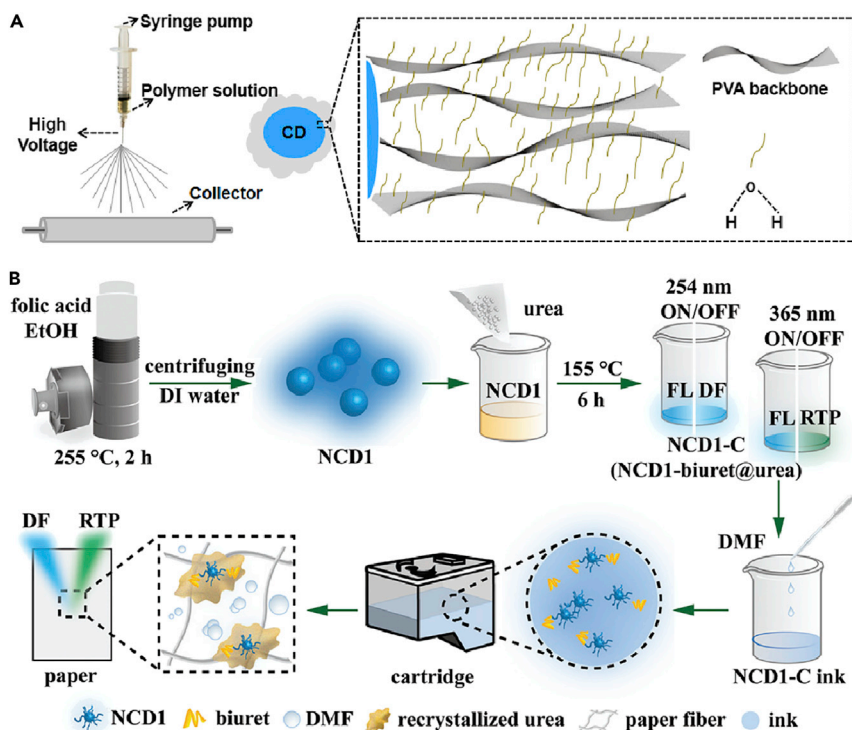 A
Syringe pump
Polymer solution
High
Voltage
Collector
CD
PVA backbone
O
H H
B
folic acid
EtOH
255 °C, 2 h
centrifuging
DI water
NCD1
urea
NCD1
155 °C
6 h
254 nm
ON/OFF
FL DF
365 nm
ON/OFF
FL RTP
NCD1-C
(NCD1-biuret@urea)
DMF
NCD1-C ink
cartridge
DF RTP
paper
NCD1 biuret DMF recrystallized urea paper fiber ink